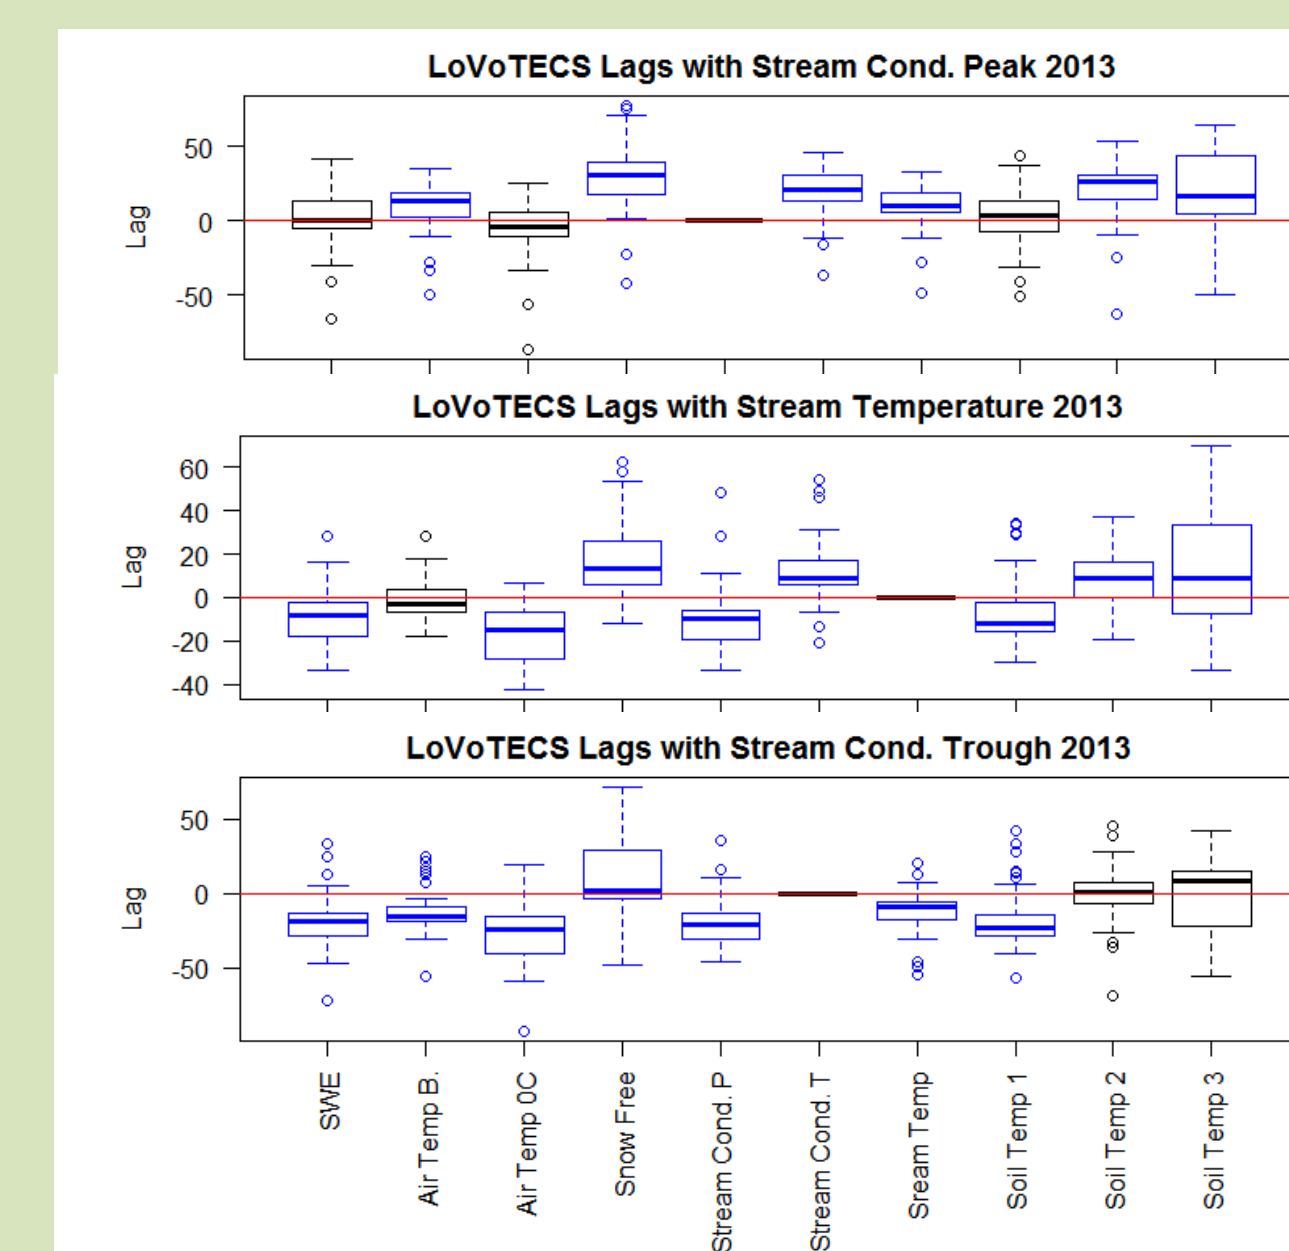 LoVoTECS Lags with Stream Cond. Peak 2013
50
0
-50
Lag
LoVoTECS Lags with Stream Temperature 2013
60
40
20
0
-20
-40
Lag
LoVoTECS Lags with Stream Cond. Trough 2013
50
0
-50
Lag
SWE
Air Temp B.
Air Temp 0C
Snow Free
Stream Cond. P
Stream Cond. T
Sream Temp
Soil Temp 1
Soil Temp 2
Soil Temp 3